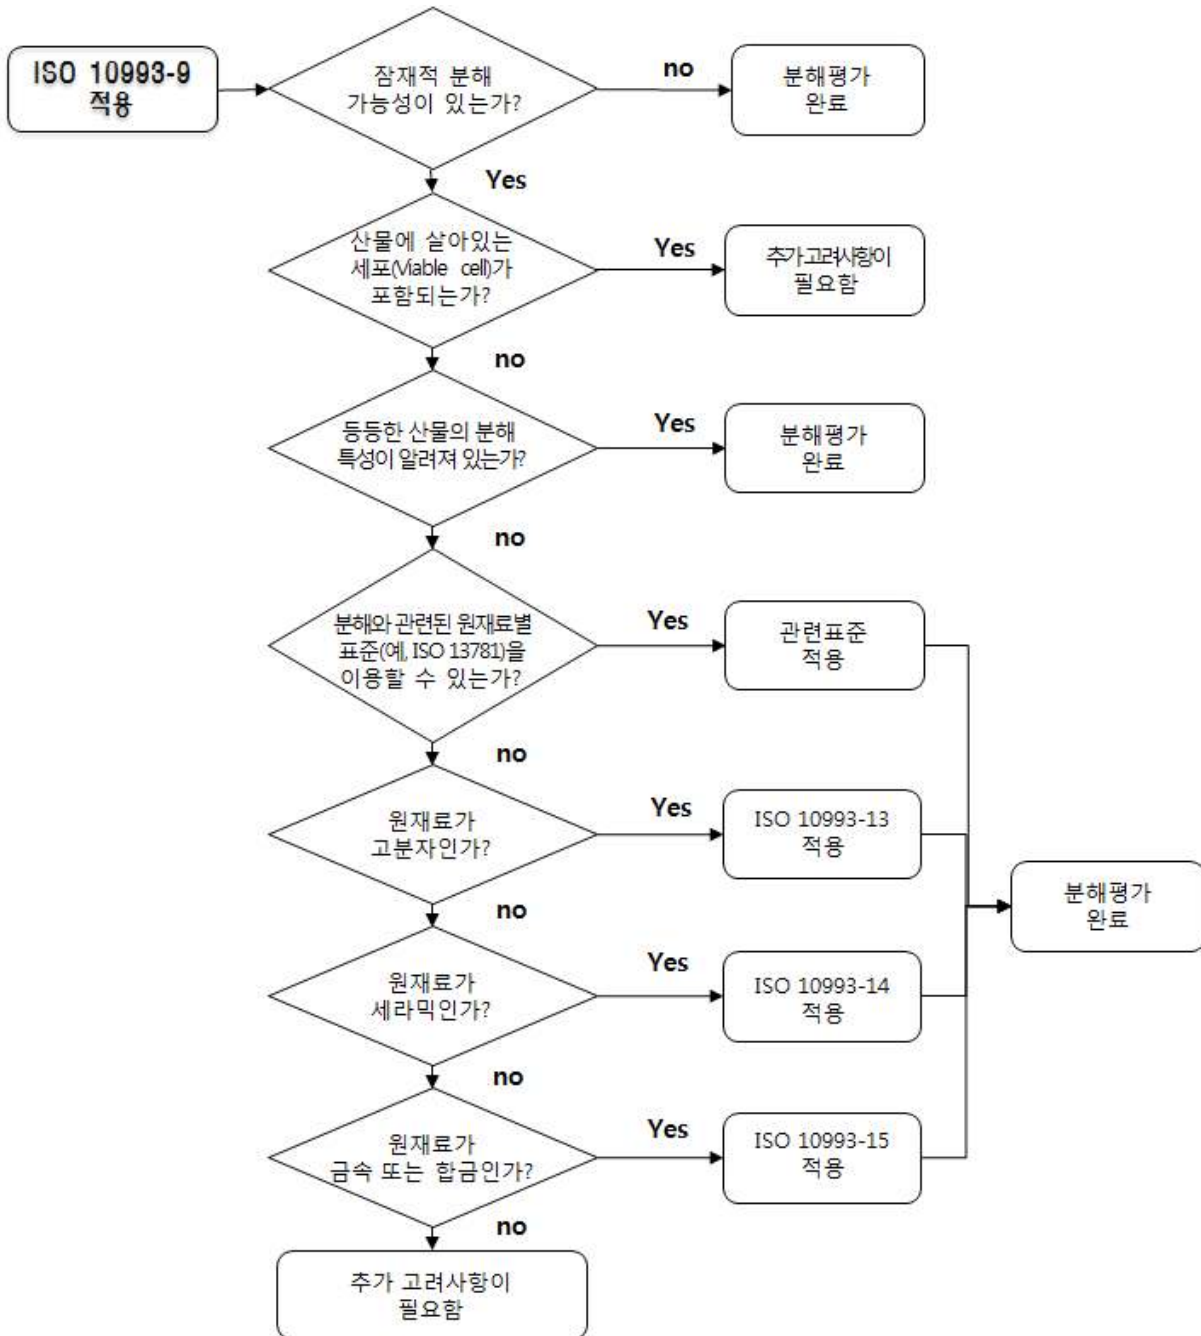 ISO 10993-9
적용
잠재적 분해
가능성이 있는가?
no
분해평가
완료
Yes
산물에 살아있는
세포(Viable cell)가
포함되는가?
Yes
추가고려사항이
필요함
no
등등한 산물의 분해
특성이 알려져 있는가?
Yes
분해평가
완료
no
분해와 관련된 원재료별
표준(예, ISO 13781)을
이용할 수 있는가?
Yes
관련표준
적용
no
원재료가
고분자인가?
Yes
ISO 10993-13
적용
분해평가
완료
no
원재료가
세라믹인가?
Yes
ISO 10993-14
적용
no
원재료가
금속 또는 합금인가?
Yes
ISO 10993-15
적용
no
추가 고려사항이
필요함